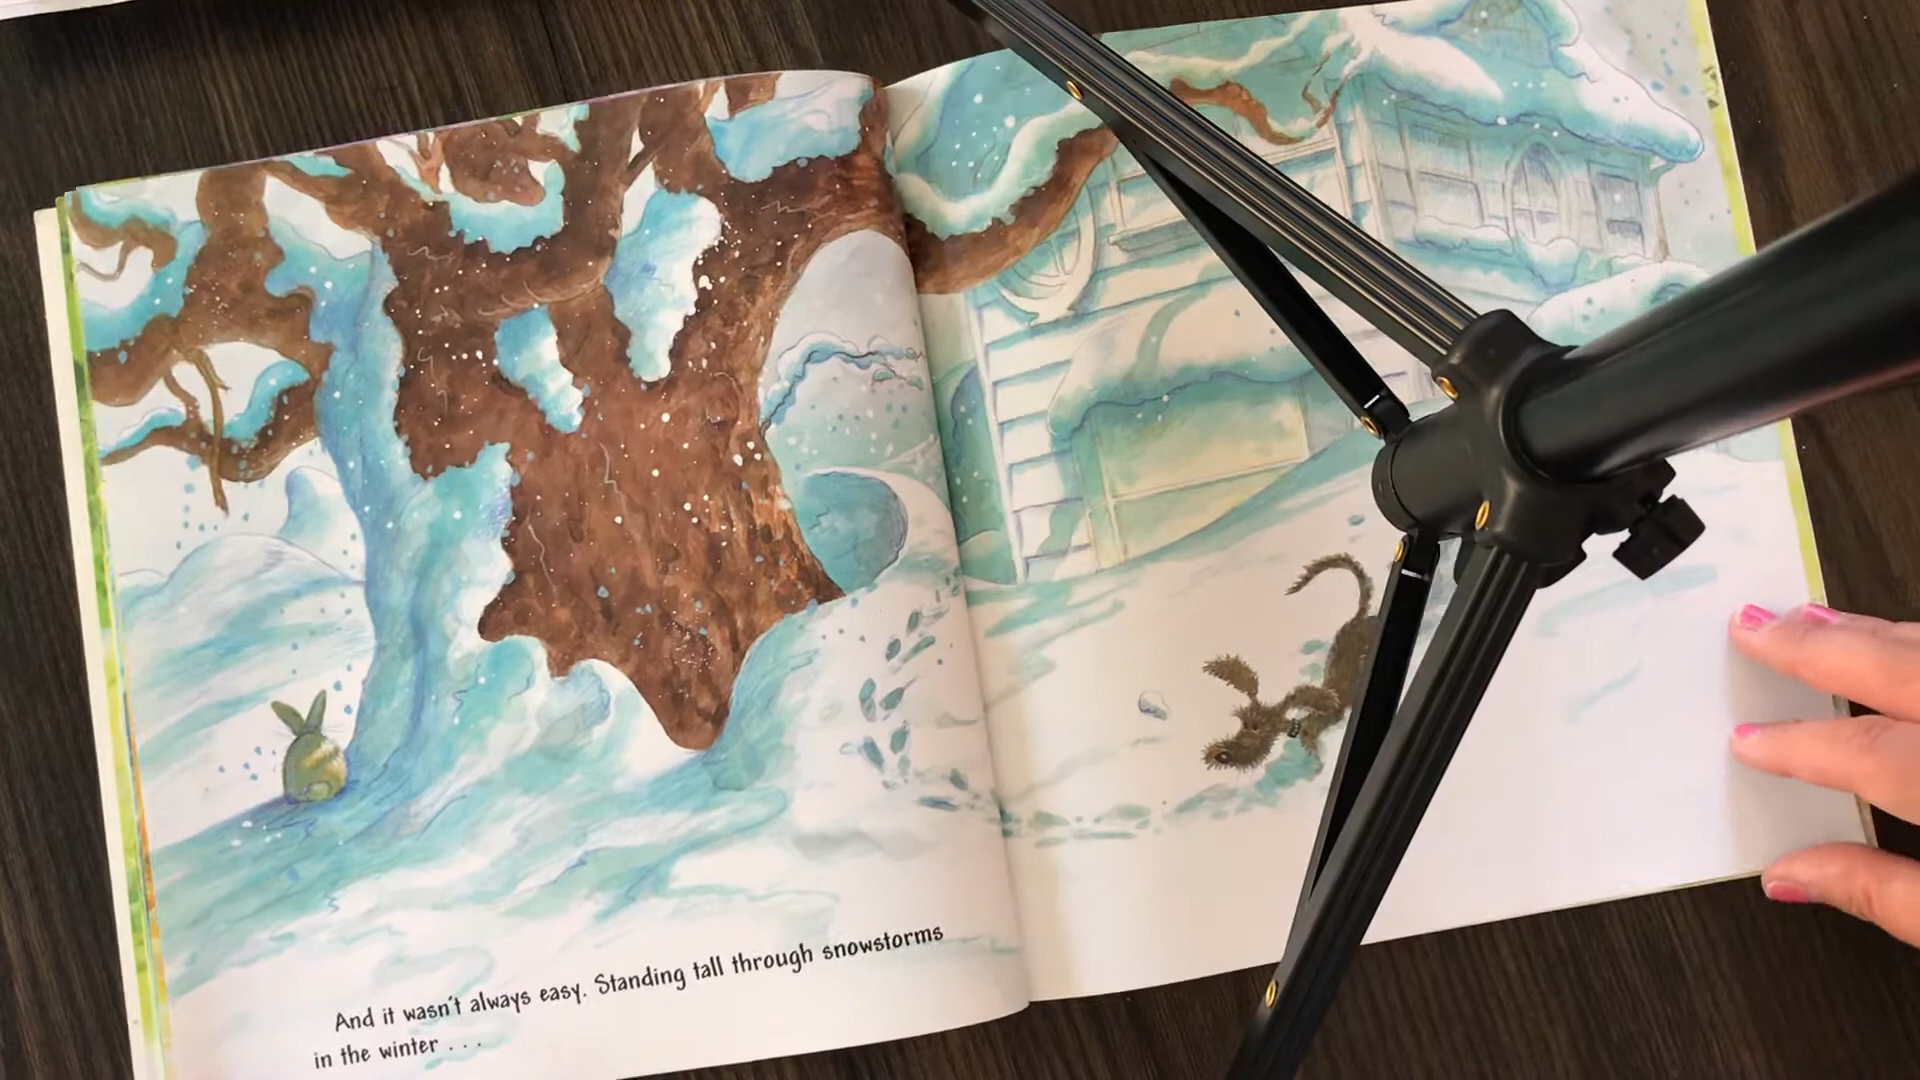 And it wasn't always easy. Standing tall through snowstorms
in the winter . . .